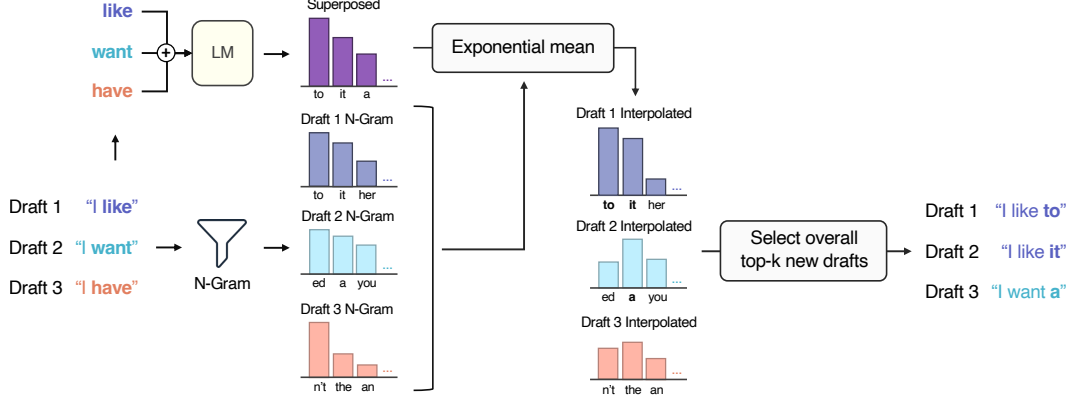 like
want
have
+
LM
Superposed
...
to it a
Exponential mean
Draft 1 N-Gram
...
to it her
Draft 1 Interpolated
...
to it her
Draft 1 "I like"
Draft 2 "I want"
Draft 3 "I have"
N-Gram
Draft 2 N-Gram
...
ed a you
Draft 2 Interpolated
...
ed a you
Draft 3 N-Gram
...
n't the an
Draft 3 Interpolated
...
n't the an
Select overall
top-k new drafts
Draft 1 "I like to"
Draft 2 "I like it"
Draft 3 "I want a"